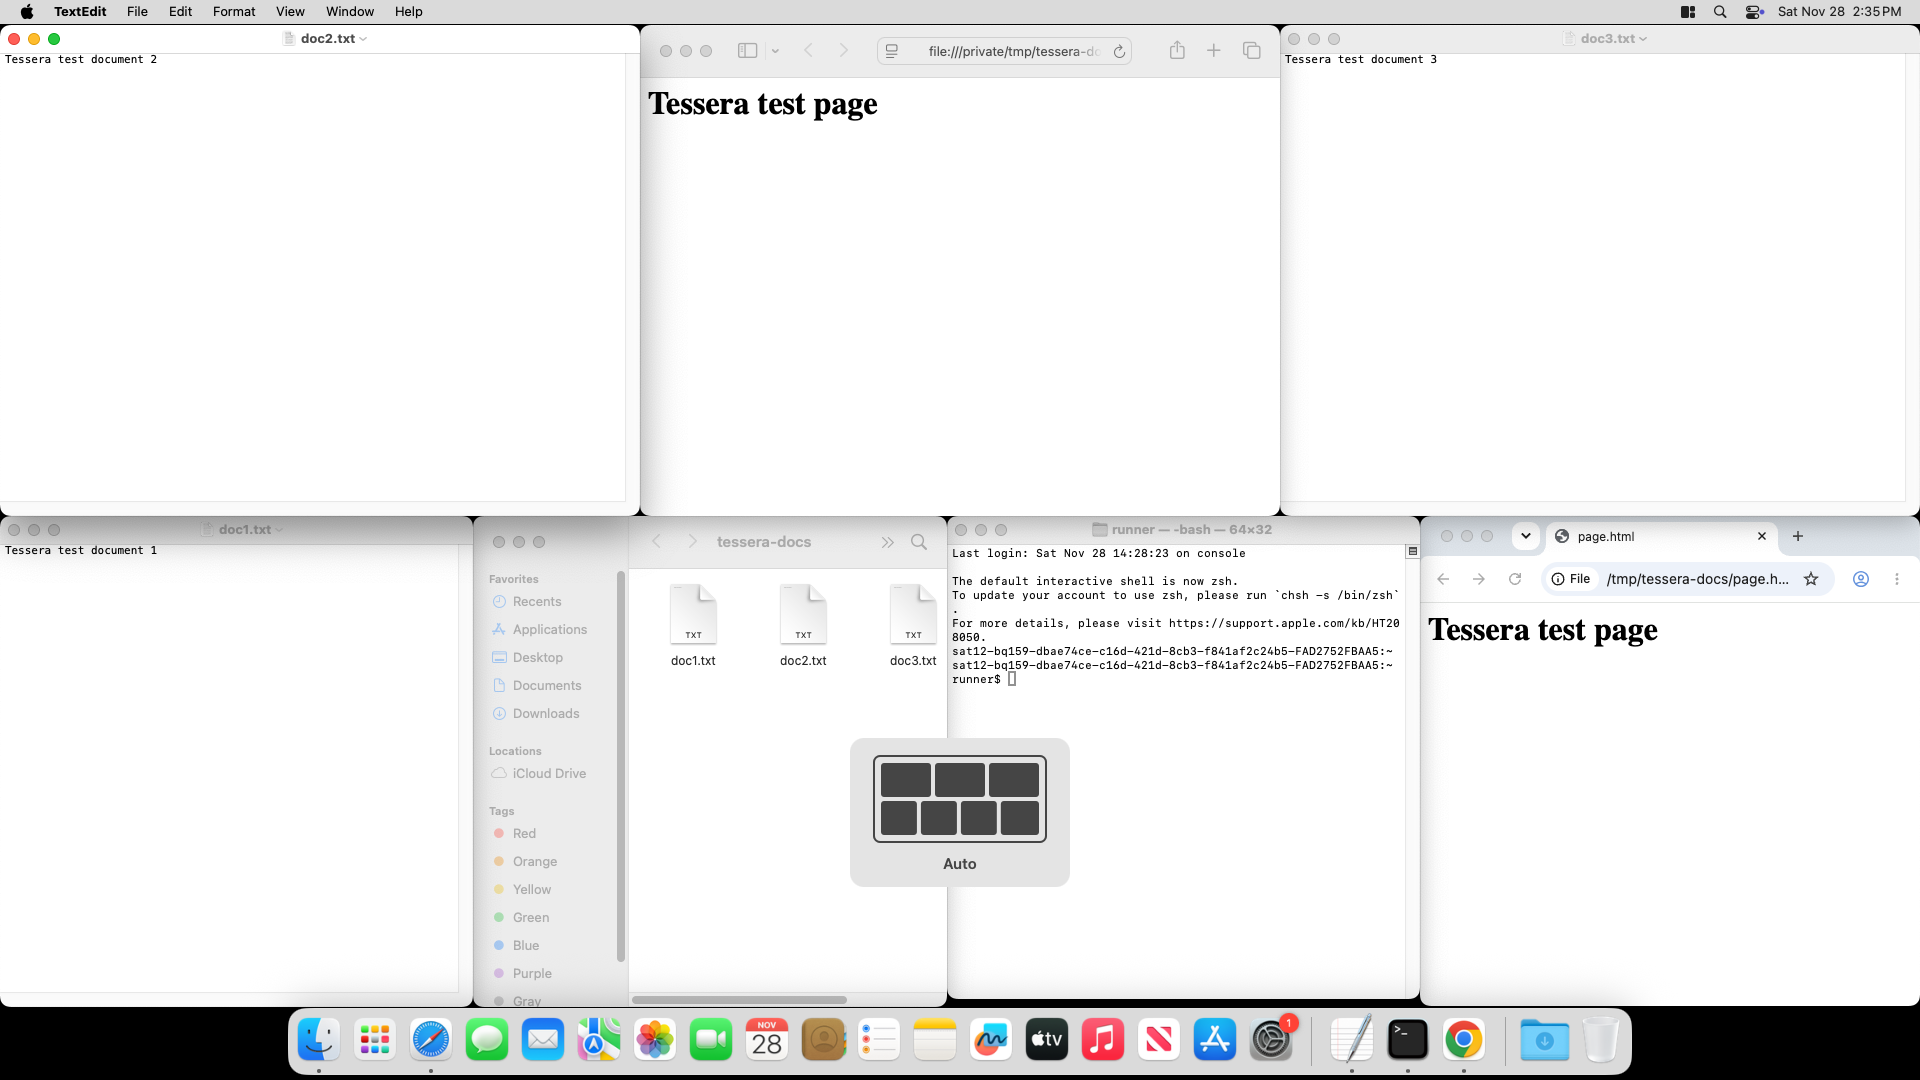 TextEdit File Edit Format View Window Help
Sat Nov 28 2:35 PM
doc2.txt
Tessera test document 2
file:///private/tmp/tessera-dc
Tessera test page
doc3.txt
Tessera test document 3
doc1.txt
Tessera test document 1
tessera-docs
Favorites
Recents
Applications
Desktop
Documents
Downloads
Locations
iCloud Drive
Tags
Red
Orange
Yellow
Green
Blue
Purple
Gray
TXT TXT TXT
doc1.txt doc2.txt doc3.txt
runner — -bash — 64×32
Last login: Sat Nov 28 14:28:23 on console
The default interactive shell is now zsh.
To update your account to use zsh, please run `chsh -s /bin/zsh`
.
For more details, please visit https://support.apple.com/kb/HT20
8050.
sat12-bq159-dbae74ce-c16d-421d-8cb3-f841af2c24b5-FAD2752FBAA5:~
sat12-bq159-dbae74ce-c16d-421d-8cb3-f841af2c24b5-FAD2752FBAA5:~
runner$
page.html
File /tmp/tessera-docs/page.h...
Tessera test page
Auto
NOV
28
tv
1
>_